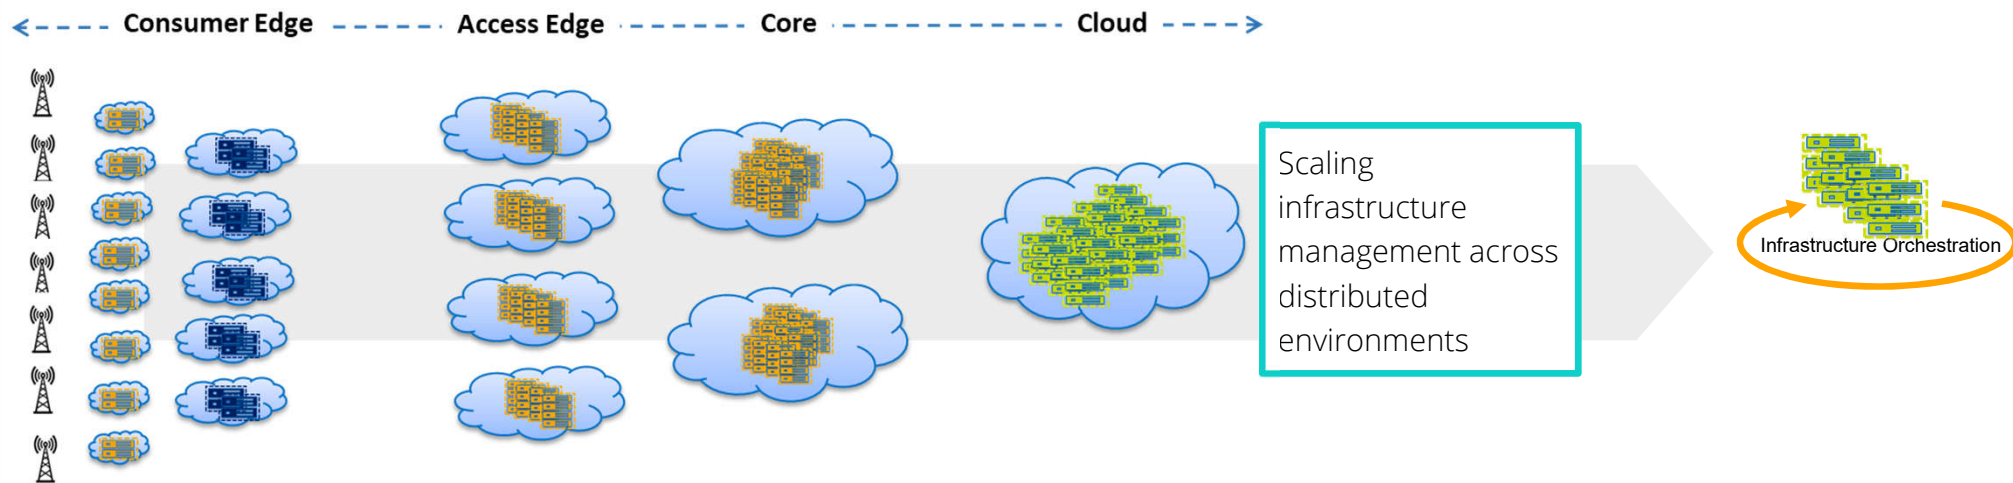 Consumer Edge
Access Edge
Core
Cloud
Scaling
infrastructure
management across
distributed
environments
Infrastructure Orchestration